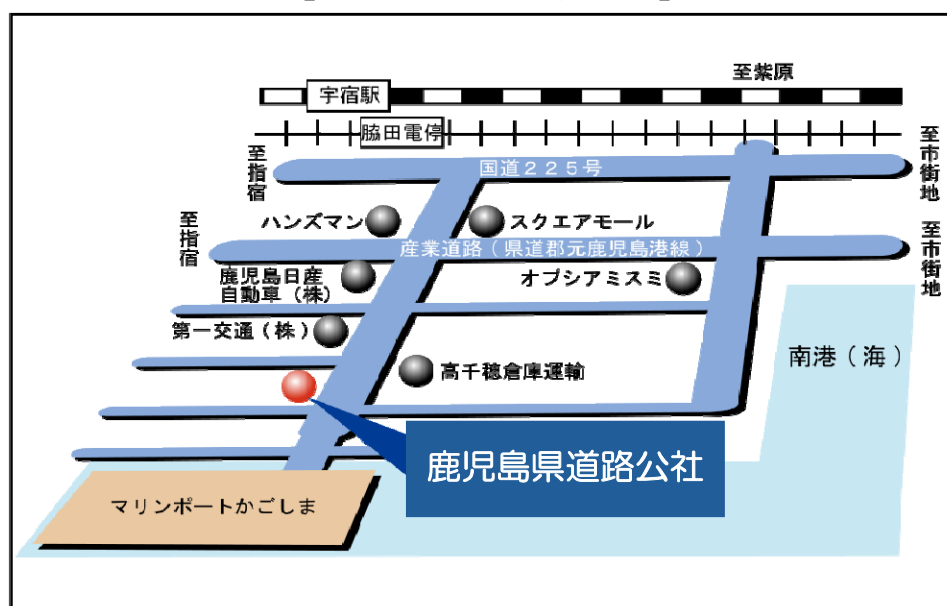 至紫原
宇宿駅
脇田電停
至指宿
国道２２５号
至市街地
ハンズマン
スクエアモール
至指宿
産業道路（県道郡元鹿児島港線）
至市街地
鹿児島日産
自動車（株）
オプシアミスミ
第一交通（株）
南港（海）
高千穂倉庫運輸
鹿児島県道路公社
マリンポートかごしま